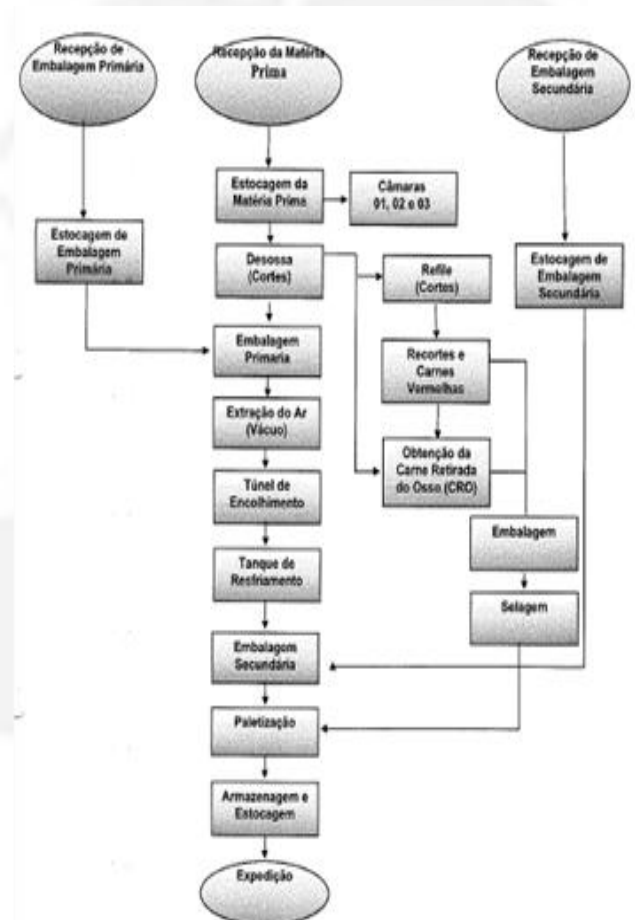 Recepção de
Embalagem Primária
Recepção da Matéria
Prima
Recepção de
Embalagem
Secundária
Estocagem da
Matéria Prima
Câmaras
01, 02 e 03
Estocagem de
Embalagem
Primária
Desossa
(Cortes)
Refile
(Cortes)
Estocagem de
Embalagem
Secundária
Embalagem
Primaria
Recortes e
Carnes
Vermelhas
Extração do Ar
(Vácuo)
Obtenção da
Carne Retirada
do Osso (CRO)
Túnel de
Encolhimento
Embalagem
Tanque de
Resfriamento
Selagem
Embalagem
Secundária
Paletização
Armazenagem e
Estocagem
Expedição